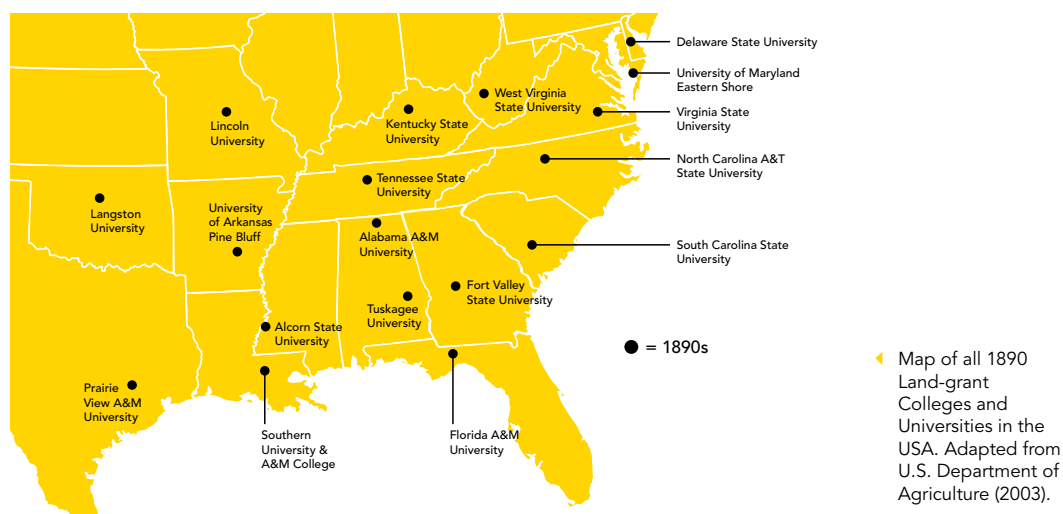 Delaware State University
University of Maryland
Eastern Shore
West Virginia
State University
Virginia State
University
Lincoln
University
Kentucky State
University
North Carolina A&T
State University
Tennessee State
University
Langston
University
University
of Arkansas
Pine Bluff
Alabama A&M
University
South Carolina State
University
Fort Valley
State University
Tuskagee
University
Alcorn State
University
= 1890s
Prairie
View A&M
University
Southern
University &
A&M College
Florida A&M
University
Map of all 1890
Land-grant
Colleges and
Universities in the
USA. Adapted from
U.S. Department of
Agriculture (2003).